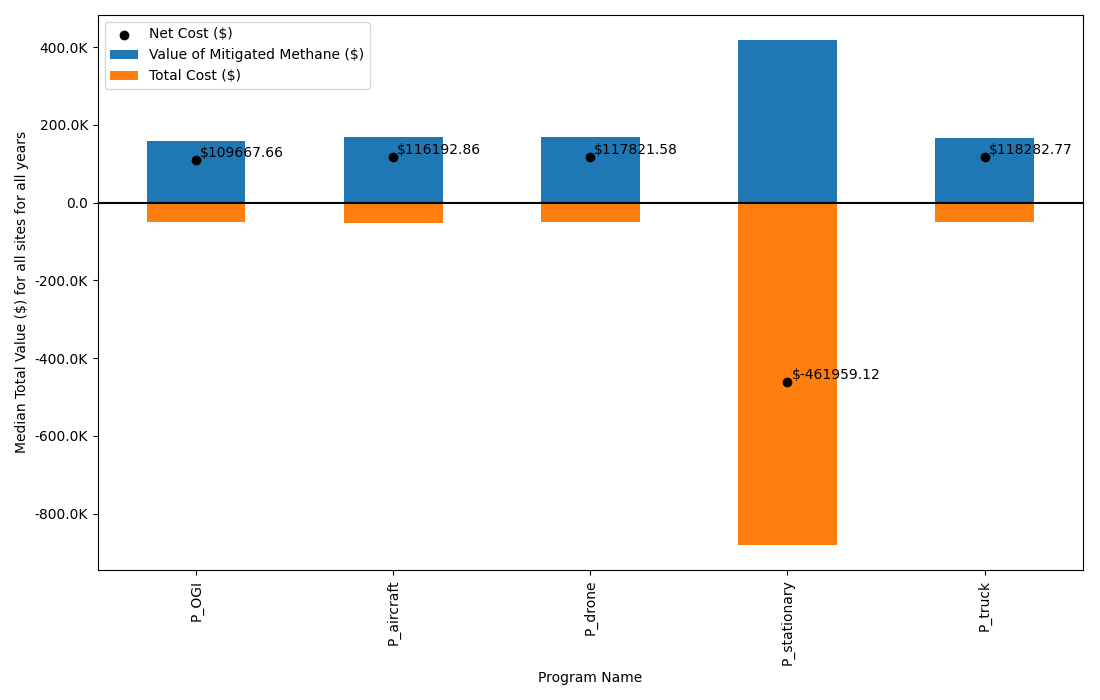 Net Cost ($)
Value of Mitigated Methane ($)
Total Cost ($)
Median Total Value ($) for all sites for all years
400.0K
200.0K
0.0
-200.0K
-400.0K
-600.0K
-800.0K
$109667.66
$116192.86
$117821.58
$-461959.12
$118282.77
P_OGI
P_aircraft
P_drone
P_stationary
P_truck
Program Name